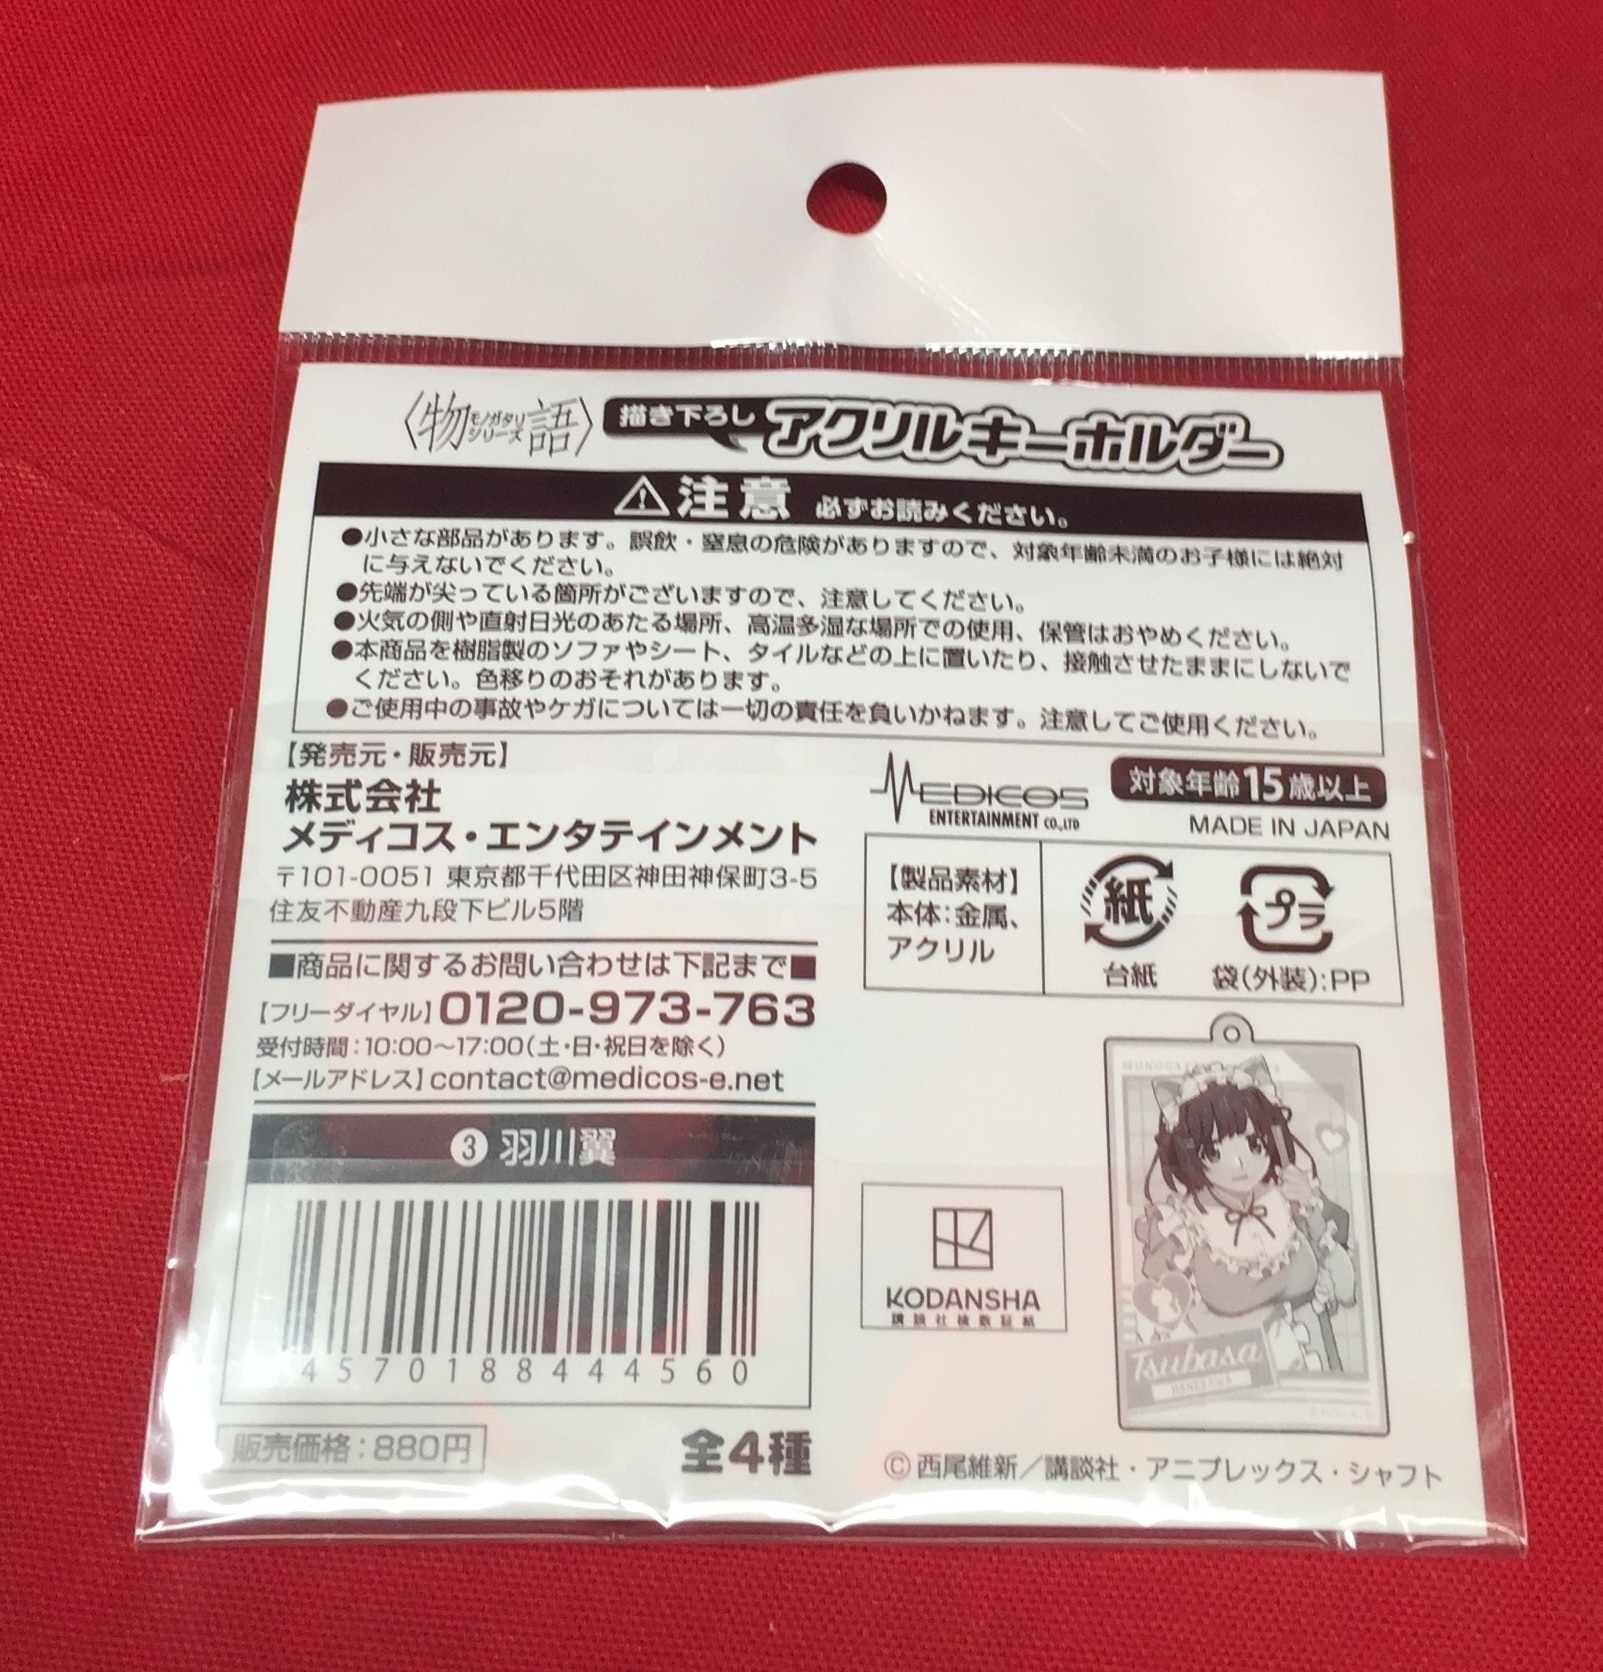 〈物語〉モノガタリシリーズ 描き下ろし アクリルキーホルダー
注意 必ずお読みください。
●小さな部品があります。誤飲・窒息の危険がありますので、対象年齢未満のお子様には絶対
に与えないでください。
●先端が尖っている箇所がございますので、注意してください。
●火気の側や直射日光のあたる場所、高温多湿な場所での使用、保管はおやめください。
●本商品を樹脂製のソファやシート、タイルなどの上に置いたり、接触させたままにしないで
ください。色移りのおそれがあります。
●ご使用中の事故やケガについては一切の責任を負いかねます。注意してご使用ください。
【発売元・販売元】
株式会社
メディコス・エンタテインメント
〒101-0051 東京都千代田区神田神保町3-5
住友不動産九段下ビル5階
■商品に関するお問い合わせは下記まで■
【フリーダイヤル】0120-973-763
受付時間：10:00〜17:00（土・日・祝日を除く）
【メールアドレス】contact@medicos-e.net
③ 羽川翼
4570188444560
販売価格：880円
全4種
MEDICOS
ENTERTAINMENT CO.,LTD
対象年齢15歳以上
MADE IN JAPAN
【製品素材】
本体：金属、
アクリル
紙
台紙
プラ
袋（外装）：PP
KODANSHA
講談社検数証紙
Tsubasa
HANEKAWA
©西尾維新／講談社・アニプレックス・シャフト